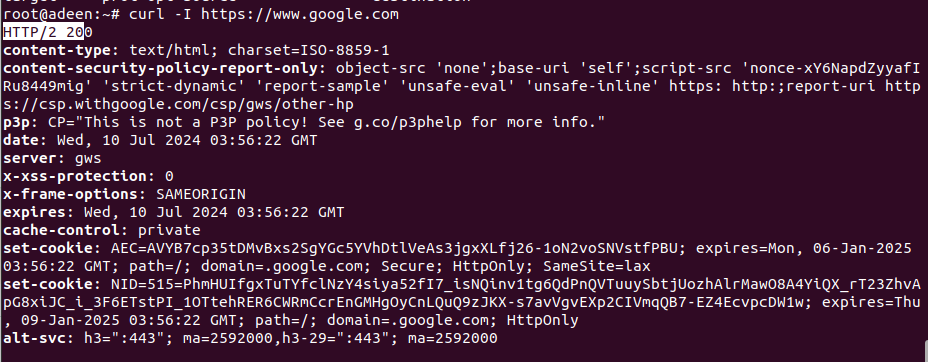 root@adeen:~# curl -I https://www.google.com
HTTP/2 200
content-type: text/html; charset=ISO-8859-1
content-security-policy-report-only: object-src 'none';base-uri 'self';script-src 'nonce-xY6NapdZyyafI
Ru8449mig' 'strict-dynamic' 'report-sample' 'unsafe-eval' 'unsafe-inline' https: http:;report-uri http
s://csp.withgoogle.com/csp/gws/other-hp
p3p: CP="This is not a P3P policy! See g.co/p3phelp for more info."
date: Wed, 10 Jul 2024 03:56:22 GMT
server: gws
x-xss-protection: 0
x-frame-options: SAMEORIGIN
expires: Wed, 10 Jul 2024 03:56:22 GMT
cache-control: private
set-cookie: AEC=AVYB7cp35tDMvBxs2SgYGc5YVhDtlVeAs3jgxXLfj26-1oN2voSNVstfPBU; expires=Mon, 06-Jan-2025
03:56:22 GMT; path=/; domain=.google.com; Secure; HttpOnly; SameSite=lax
set-cookie: NID=515=PhmHUIfgxTuTYfclNzY4siya52fI7_isNQinv1tg6QdPnQVTuuySbtjUozhAlrMawO8A4YiQX_rT23ZhvA
pG8xiJC_i_3F6ETstPI_1OTtehRER6CWRmCcrEnGMHgOyCnLQuQ9zJKX-s7avVgvEXp2CIVmqQB7-EZ4EcvpcDW1w; expires=Thu
, 09-Jan-2025 03:56:22 GMT; path=/; domain=.google.com; HttpOnly
alt-svc: h3=":443"; ma=2592000,h3-29=":443"; ma=2592000